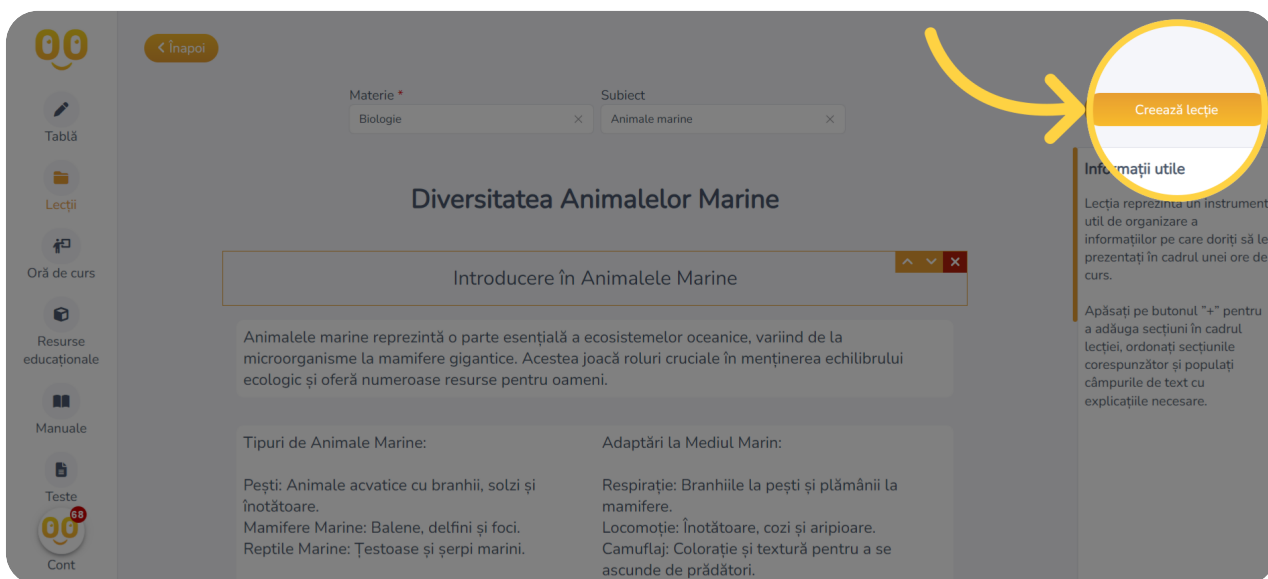 Înapoi
Tablă
Lecții
Oră de curs
Resurse
educaționale
Manuale
Teste
68
Cont
Materie *
Biologie
Subiect
Animale marine
Creează lecție
Diversitatea Animalelor Marine
Introducere în Animalele Marine
Animalele marine reprezintă o parte esențială a ecosistemelor oceanice, variind de la
microorganisme la mamifere gigantice. Acestea joacă roluri cruciale în menținerea echilibrului
ecologic și oferă numeroase resurse pentru oameni.
Tipuri de Animale Marine:
Pești: Animale acvatice cu branhii, solzi și
înotătoare.
Mamifere Marine: Balene, delfini și foci.
Reptile Marine: Țestoase și șerpi marini.
Adaptări la Mediul Marin:
Respirație: Branhiile la pești și plămânii la
mamifere.
Locomoție: Înotătoare, cozi și aripioare.
Camuflaj: Colorație și textură pentru a se
ascunde de prădători.
Informații utile
Lecția reprezintă un instrument
util de organizare a
informațiilor pe care doriți să le
prezentați în cadrul unei ore de
curs.
Apăsați pe butonul ”+” pentru
a adăuga secțiuni în cadrul
lecției, ordonați secțiunile
corespunzător și populați
câmpurile de text cu
explicațiile necesare.